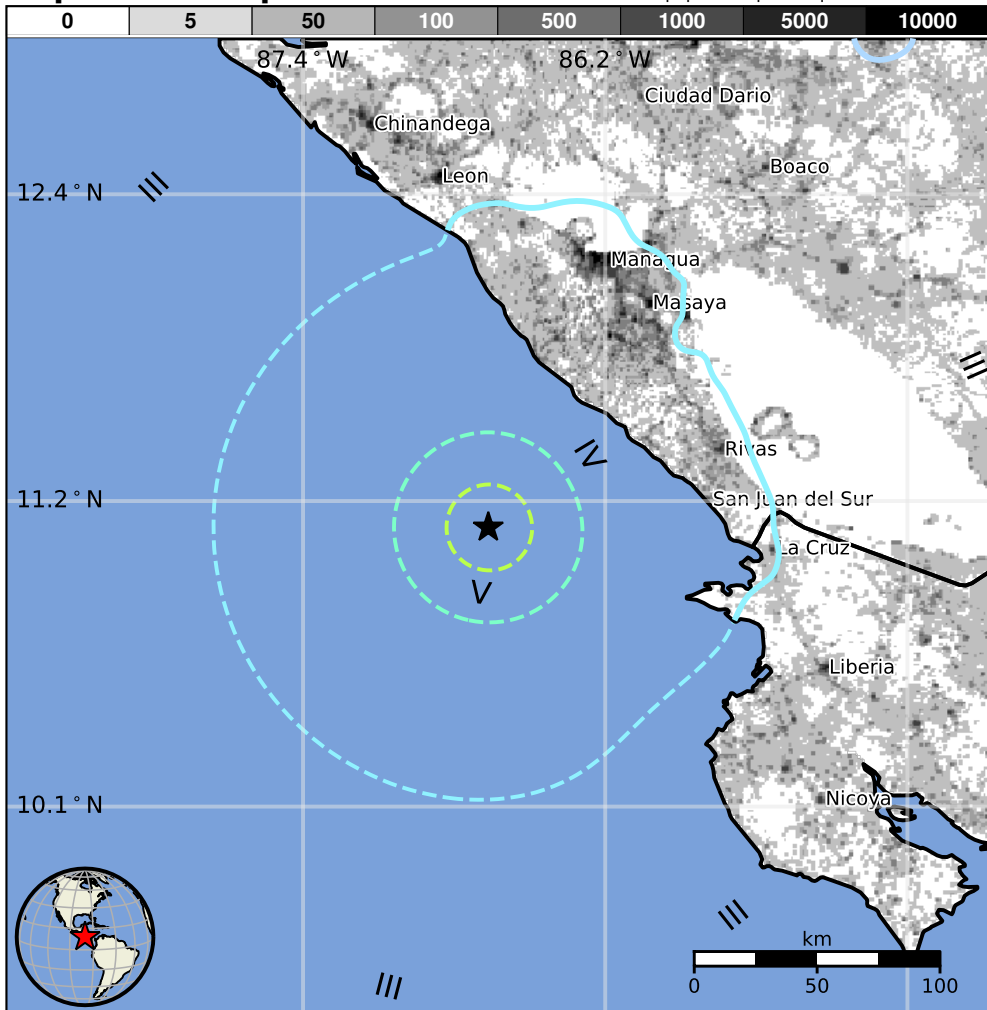 0 5 50 100 500 1000 5000 10000
87.4°W 86.2°W
Ciudad Dario
Chinandega
Boaco
Leon
III
12.4°N
Managua
Masaya
III
IV
Rivas
11.2°N
San Juan del Sur
La Cruz
V
Liberia
10.1°N
Nicoya
III
km
III
0 50 100